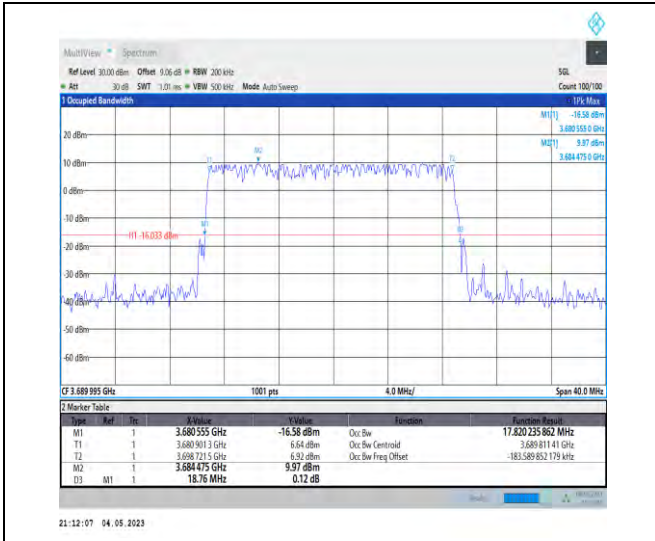 MultiView Spectrum
Ref Level 30.00 dBm Offset 9.06 dB RBW 200 kHz SGL
Att 30 dB SWT 1.01 ms VBW 500 kHz Mode Auto Sweep Count 100/100
1 Occupied Bandwidth 1Pk Max
M1[1] -16.58 dBm
3.680 555 0 GHz
M2[1] 9.97 dBm
3.684 475 0 GHz
20 dBm
M2
T1 T2
10 dBm
0 dBm
-10 dBm
M1
H1 -16.033 dBm
-20 dBm
-30 dBm
-40 dBm
-50 dBm
-60 dBm
CF 3.689 995 GHz 1001 pts 4.0 MHz/ Span 40.0 MHz
2 Marker Table
Type Ref Trc X-Value Y-Value Function Function Result
M1 1 3.680 555 GHz -16.58 dBm Occ Bw 17.820 235 862 MHz
T1 1 3.680 901 3 GHz 6.64 dBm Occ Bw Centroid 3.689 811 41 GHz
T2 1 3.698 721 5 GHz 6.92 dBm Occ Bw Freq Offset -183.589 852 179 kHz
M2 1 3.684 475 GHz 9.97 dBm
D3 M1 1 18.76 MHz 0.12 dB
21:12:07 04.05.2023